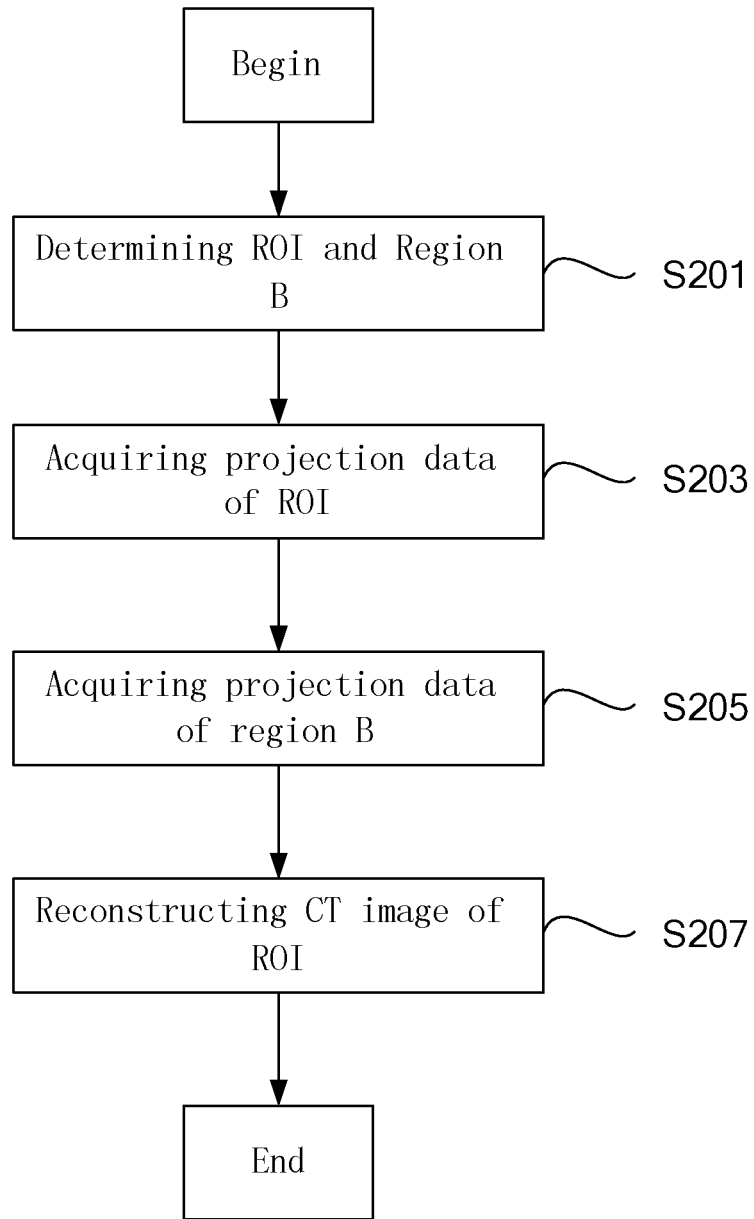 Begin
Determining ROI and Region
B
S201
Acquiring projection data
of ROI
S203
Acquiring projection data
of region B
S205
Reconstructing CT image of
ROI
S207
End